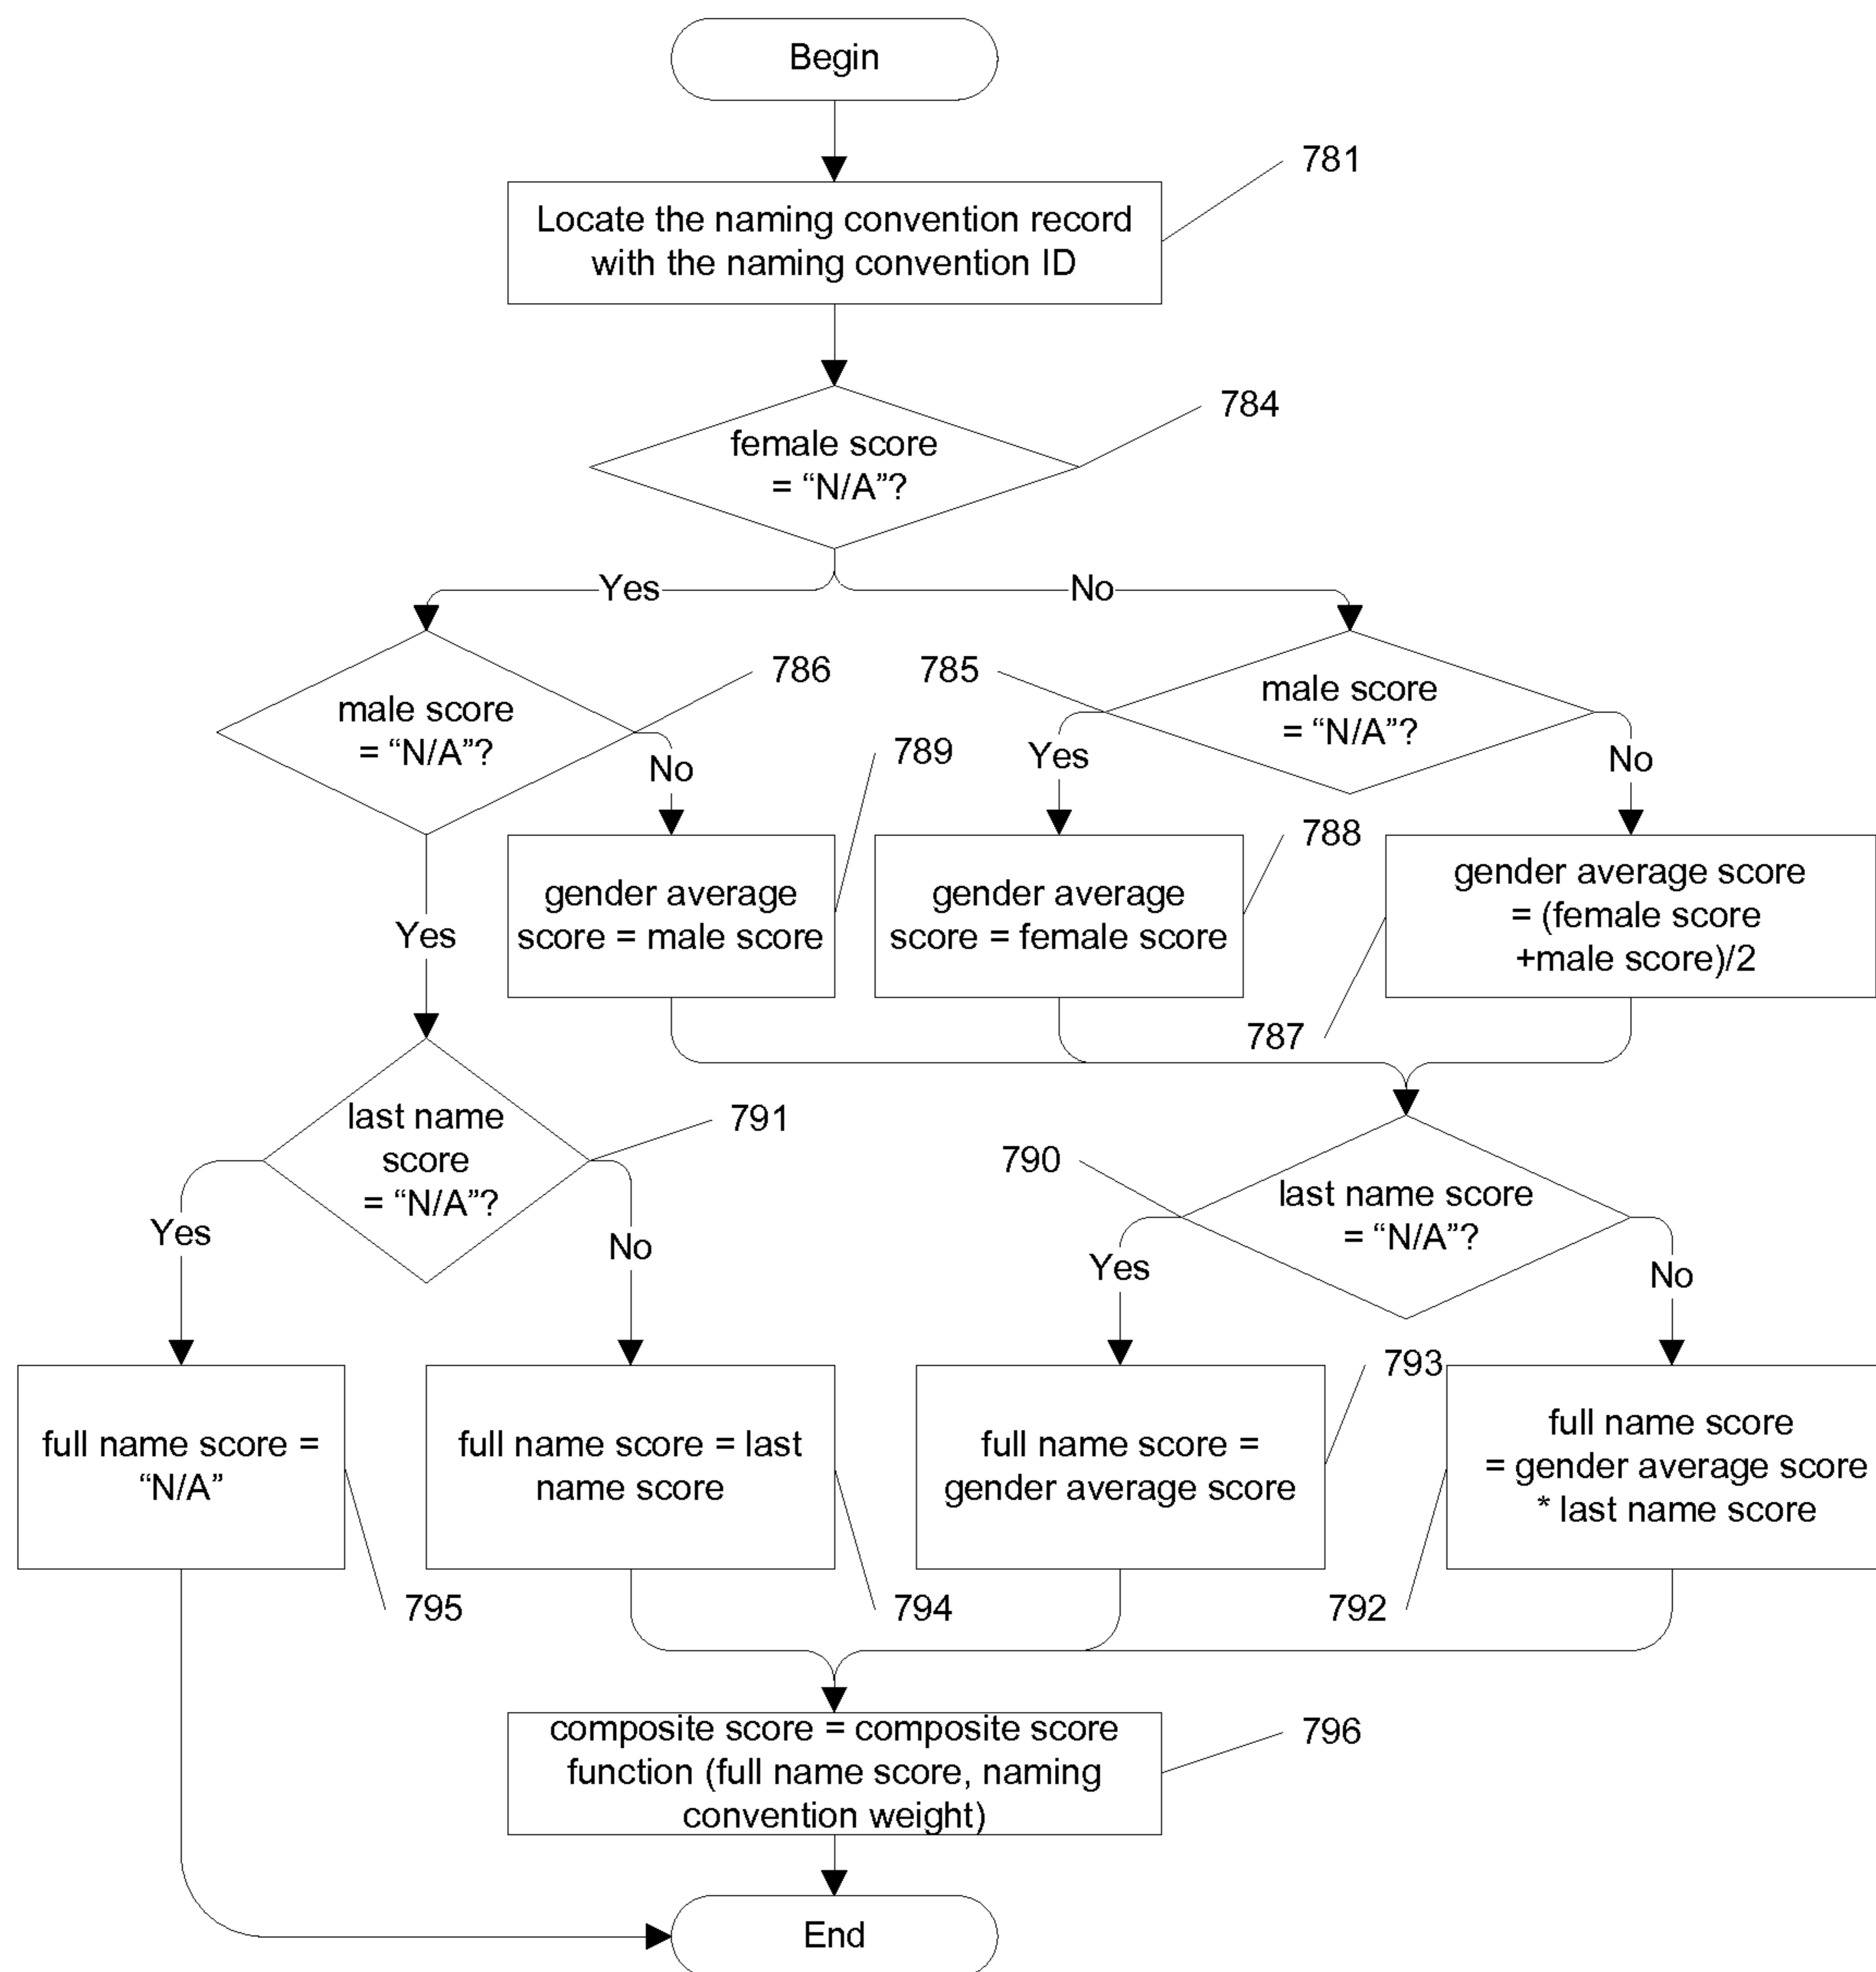 Begin
781
Locate the naming convention record
with the naming convention ID
784
female score
= “N/A”?
Yes
No
786
785
male score
= “N/A”?
male score
= “N/A”?
789
No
Yes
No
788
gender average
score = male score
gender average
score = female score
gender average score
= (female score
+male score)/2
Yes
787
791
last name
score
= “N/A”?
790
last name score
= “N/A”?
Yes
No
Yes
No
793
full name score =
“N/A”
full name score = last
name score
full name score =
gender average score
full name score
= gender average score
* last name score
795
794
792
796
composite score = composite score
function (full name score, naming
convention weight)
End